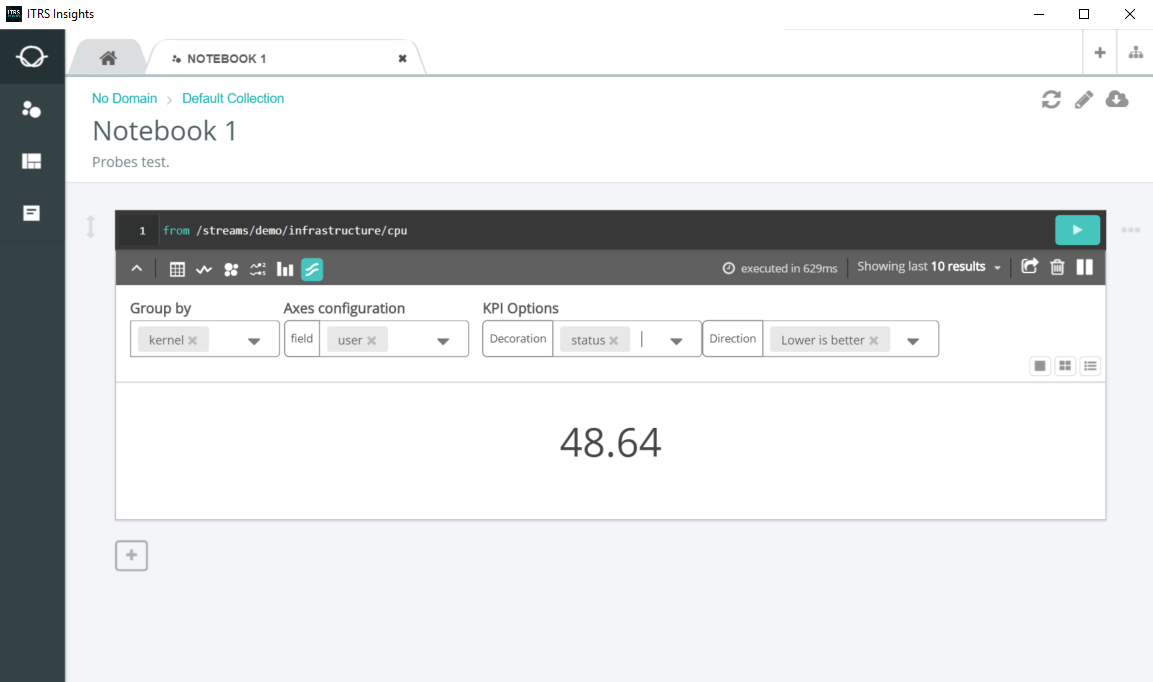 ITRS Insights
NOTEBOOK 1
No Domain > Default Collection
Notebook 1
Probes test.
1 from /streams/demo/infrastructure/cpu
executed in 629ms Showing last 10 results
Group by Axes configuration KPI Options
kernel field user Decoration status Direction Lower is better
48.64